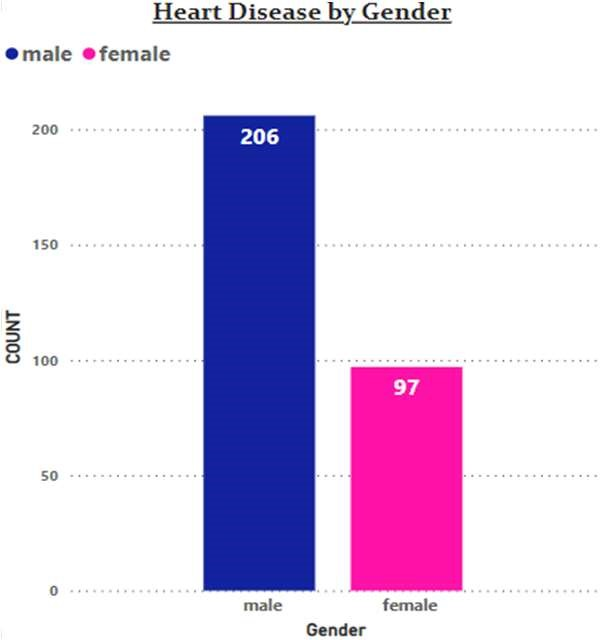 Heart Disease by Gender
male female
200
206
150
COUNT
100
97
50
0
male female
Gender